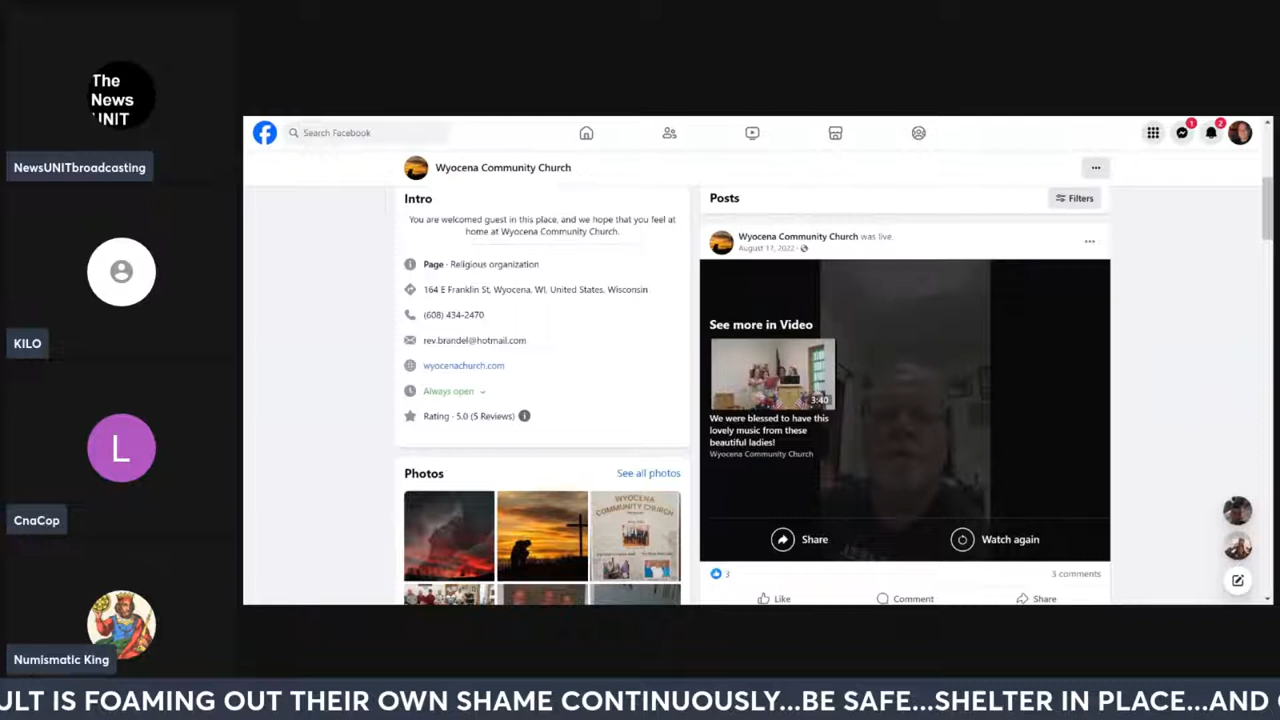 The
News
UNIT
NewsUNITbroadcasting
KILO
L
CnaCop
Numismatic King
Search Facebook
1
2
Wyocena Community Church
Intro
You are welcomed guest in this place, and we hope that you feel at
home at Wyocena Community Church.
Page · Religious organization
164 E Franklin St, Wyocena, WI, United States, Wisconsin
(608) 434-2470
rev.brandel@hotmail.com
wyocenachurch.com
Always open
Rating · 5.0 (5 Reviews)
Photos
See all photos
WYOCENA
COMMUNITY CHURCH
Posts
Filters
Wyocena Community Church was live.
August 17, 2022 ·
See more in Video
3:40
We were blessed to have this
lovely music from these
beautiful ladies!
Wyocena Community Church
Share
Watch again
3
3 comments
Like
Comment
Share
ULT IS FOAMING OUT THEIR OWN SHAME CONTINUOUSLY...BE SAFE...SHELTER IN PLACE...AND